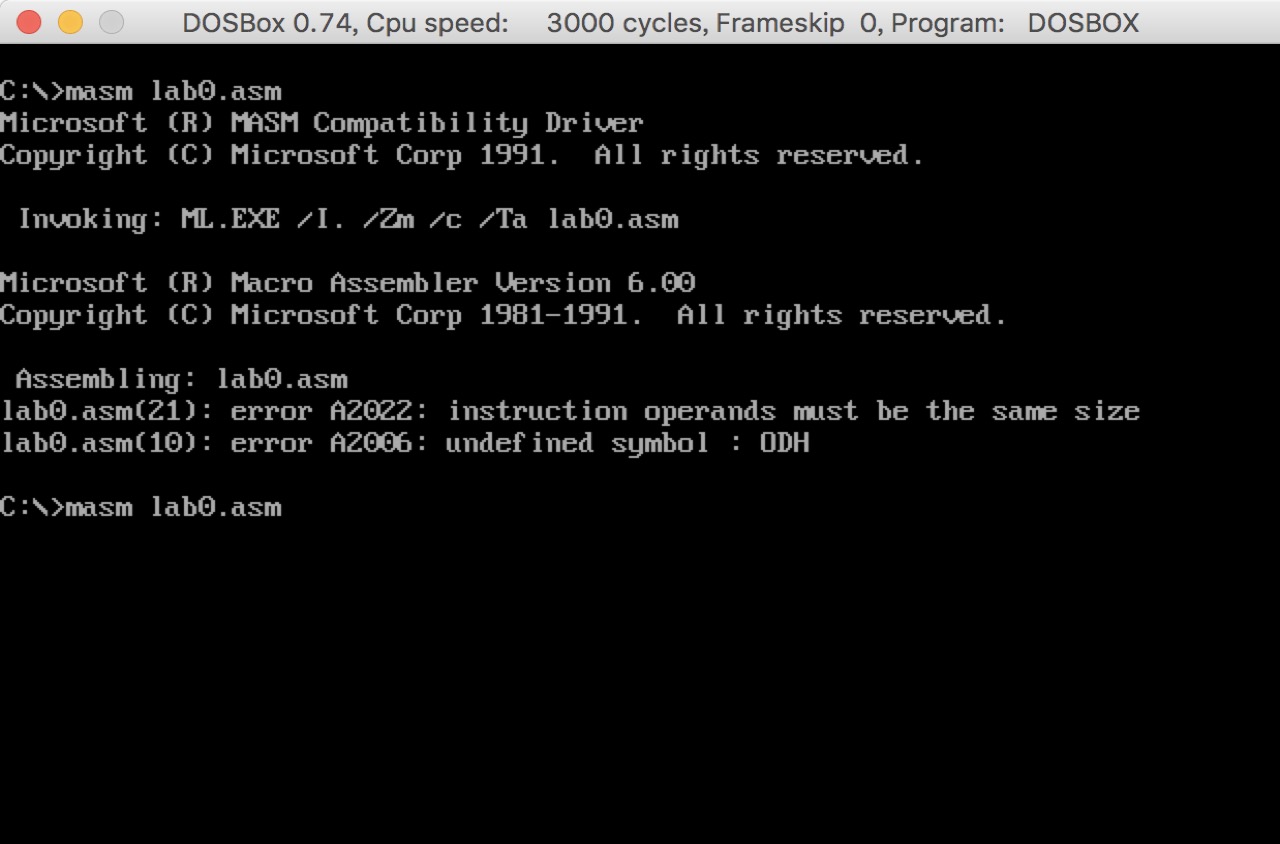 DOSBox 0.74, Cpu speed: 3000 cycles, Frameskip 0, Program: DOSBOX
C:\>masm lab0.asm
Microsoft (R) MASM Compatibility Driver
Copyright (C) Microsoft Corp 1991. All rights reserved.
Invoking: ML.EXE /I. /Zm /c /Ta lab0.asm
Microsoft (R) Macro Assembler Version 6.00
Copyright (C) Microsoft Corp 1981-1991. All rights reserved.
Assembling: lab0.asm
lab0.asm(21): error A2022: instruction operands must be the same size
lab0.asm(10): error A2006: undefined symbol : ODH
C:\>masm lab0.asm